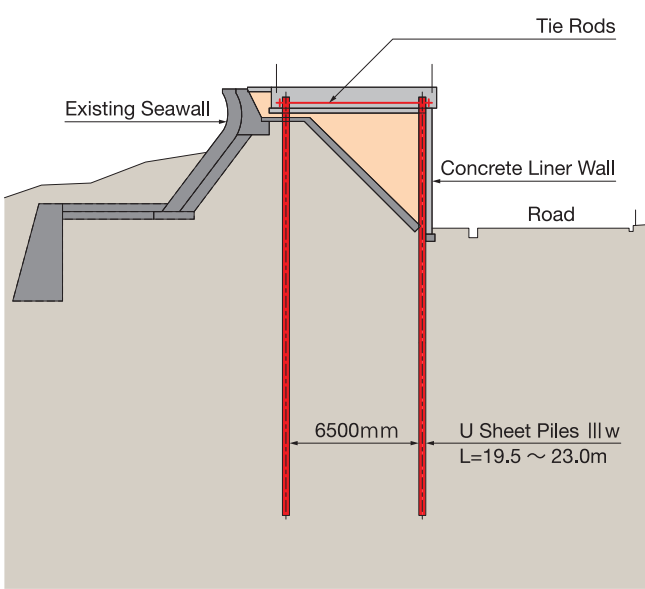 Tie Rods
Existing Seawall
Concrete Liner Wall
Road
6500mm
U Sheet Piles IIIw
L=19.5 ～ 23.0m